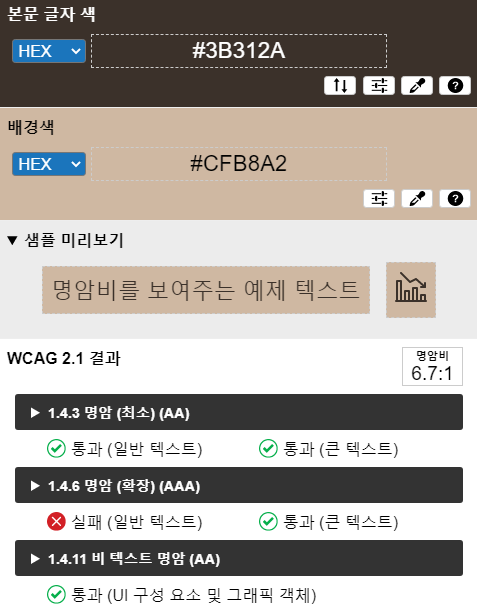 본문 글자 색
HEX
#3B312A
배경색
HEX
#CFB8A2
▼ 샘플 미리보기
명암비를 보여주는 예제 텍스트
WCAG 2.1 결과
명암비
6.7:1
▶ 1.4.3 명암 (최소) (AA)
통과 (일반 텍스트) 통과 (큰 텍스트)
▶ 1.4.6 명암 (확장) (AAA)
실패 (일반 텍스트) 통과 (큰 텍스트)
▶ 1.4.11 비 텍스트 명암 (AA)
통과 (UI 구성 요소 및 그래픽 객체)